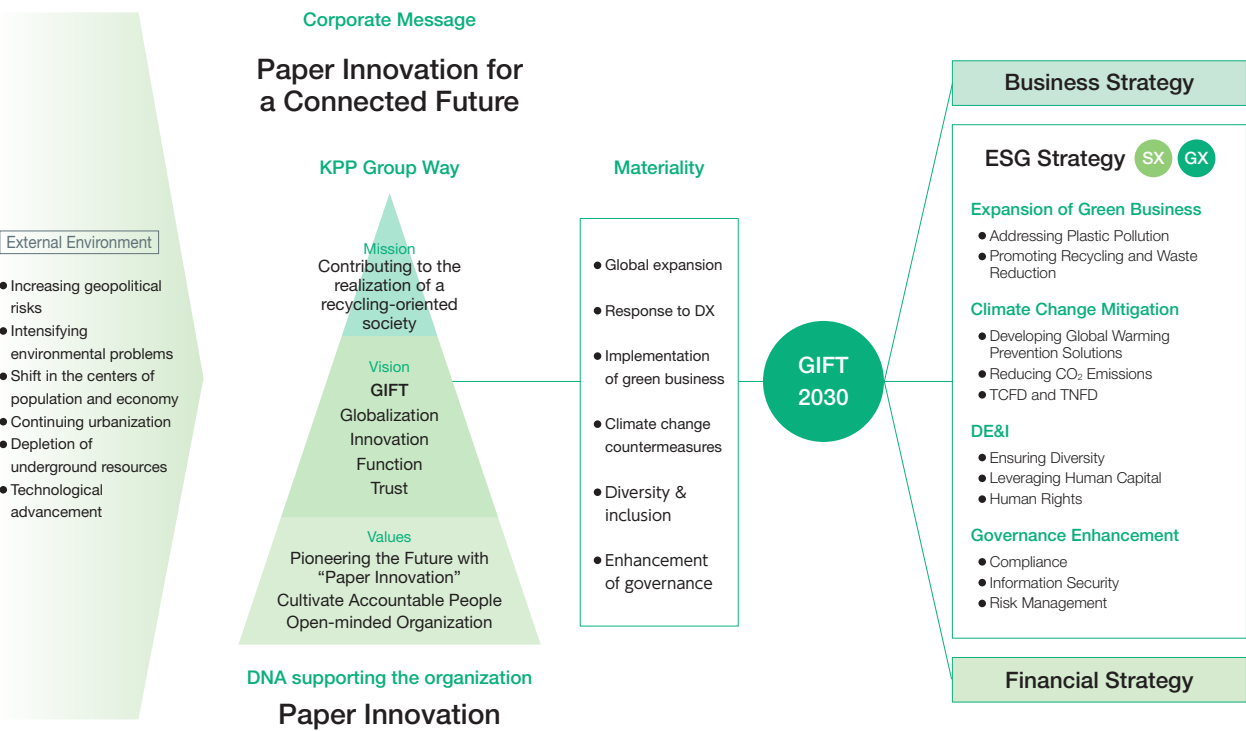 External Environment
● Increasing geopolitical
risks
● Intensifying
environmental problems
● Shift in the centers of
population and economy
● Continuing urbanization
● Depletion of
underground resources
● Technological
advancement
Corporate Message
Paper Innovation for
a Connected Future
KPP Group Way
Mission
Contributing to the
realization of a
recycling-oriented
society
Vision
GIFT
Globalization
Innovation
Function
Trust
Values
Pioneering the Future with
“Paper Innovation”
Cultivate Accountable People
Open-minded Organization
DNA supporting the organization
Paper Innovation
Materiality
● Global expansion
● Response to DX
● Implementation
of green business
● Climate change
countermeasures
● Diversity &
inclusion
● Enhancement
of governance
GIFT
2030
Business Strategy
ESG Strategy SX GX
Expansion of Green Business
● Addressing Plastic Pollution
● Promoting Recycling and Waste
Reduction
Climate Change Mitigation
● Developing Global Warming
Prevention Solutions
● Reducing CO₂ Emissions
● TCFD and TNFD
DE&I
● Ensuring Diversity
● Leveraging Human Capital
● Human Rights
Governance Enhancement
● Compliance
● Information Security
● Risk Management
Financial Strategy